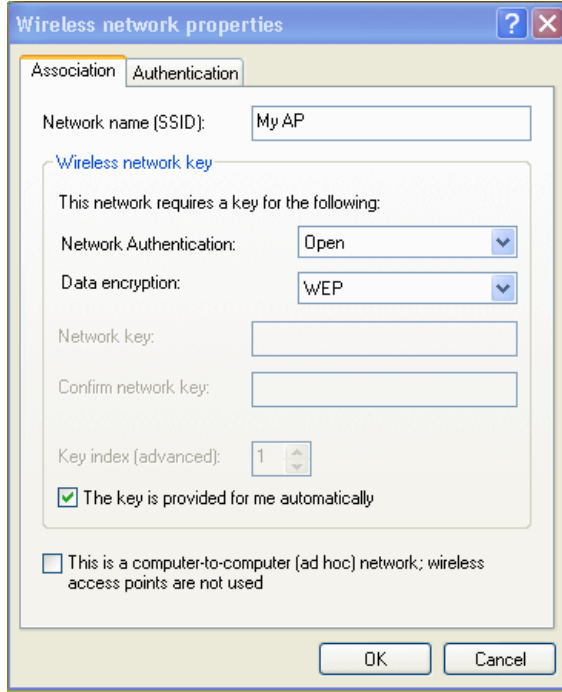 Wireless network properties
Association
Authentication
Network name (SSID):
My AP
Wireless network key
This network requires a key for the following:
Network Authentication:
Open
Data encryption:
WEP
Network key:
Confirm network key:
Key index (advanced):
1
The key is provided for me automatically
This is a computer-to-computer (ad hoc) network; wireless
access points are not used
OK
Cancel